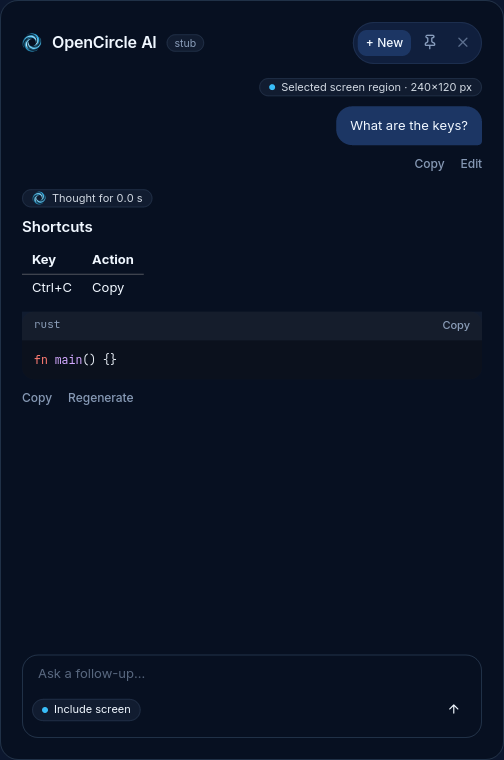 OpenCircle AI stub + New
Selected screen region · 240×120 px
What are the keys?
Copy Edit
Thought for 0.0 s
Shortcuts
Key Action
Ctrl+C Copy
rust Copy
fn main() {}
Copy Regenerate
Ask a follow-up...
Include screen